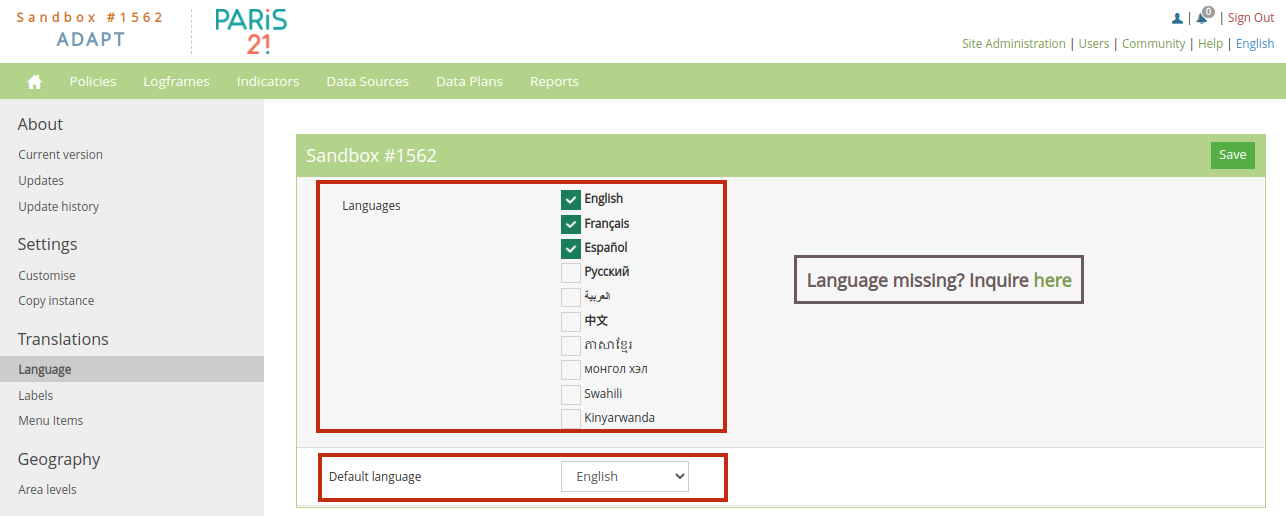 Sandbox #1562
ADAPT
PARiS
21
0 | Sign Out
Site Administration | Users | Community | Help | English
Policies Logframes Indicators Data Sources Data Plans Reports
About
Current version
Updates
Update history
Settings
Customise
Copy instance
Translations
Language
Labels
Menu Items
Geography
Area levels
Sandbox #1562 Save
Languages
English
Français
Español
Русский
العربية
中文
ភាសាខ្មែរ
монгол хэл
Swahili
Kinyarwanda
Language missing? Inquire here
Default language English